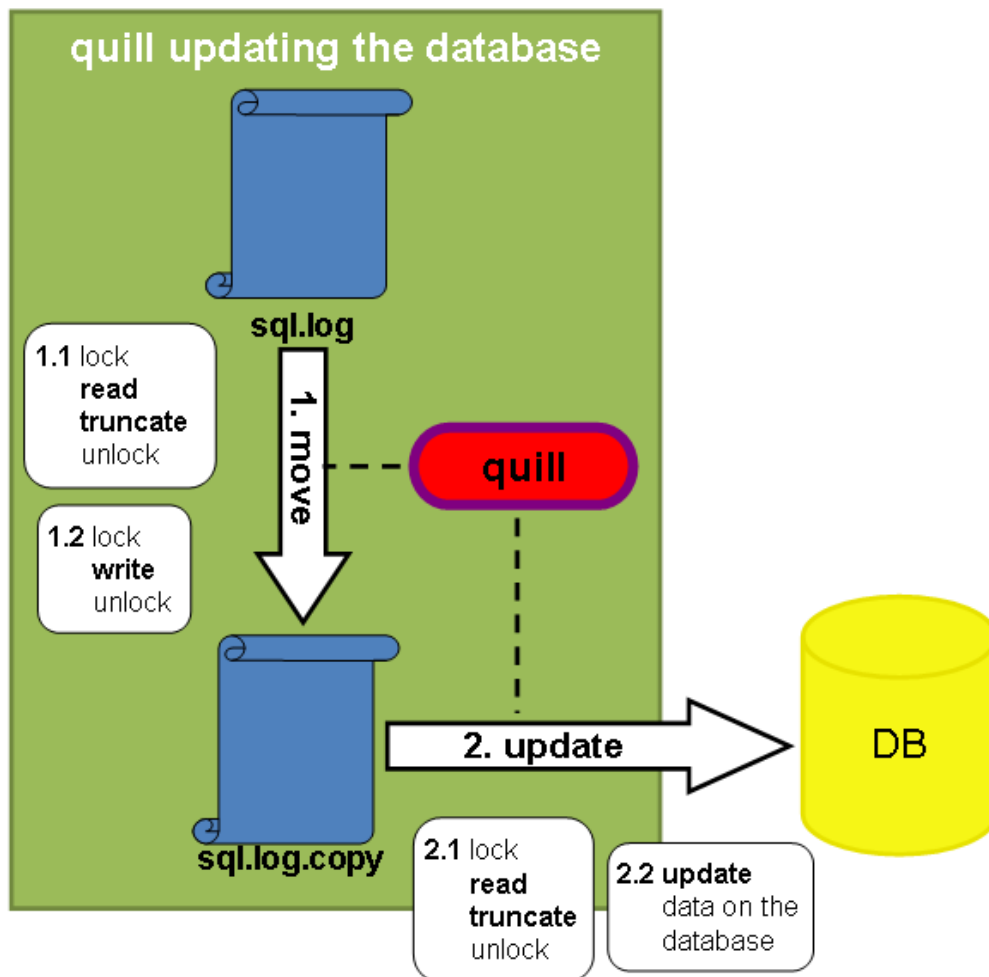 quill updating the database
sql.log
1.1 lock
read
truncate
unlock
1. move
quill
1.2 lock
write
unlock
2. update
DB
sql.log.copy
2.1 lock
read
truncate
unlock
2.2 update
data on the
database